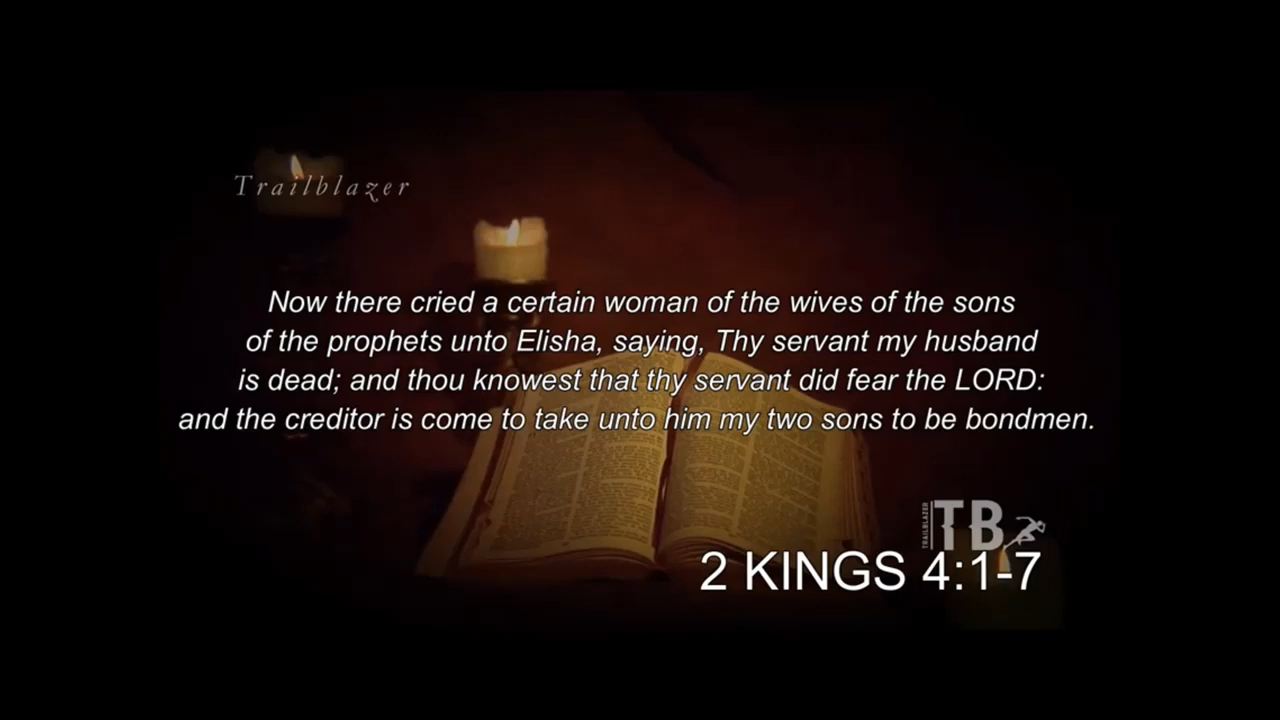 Trailblazer
Now there cried a certain woman of the wives of the sons
of the prophets unto Elisha, saying, Thy servant my husband
is dead; and thou knowest that thy servant did fear the LORD:
and the creditor is come to take unto him my two sons to be bondmen.
TRAILBLAZER
TB
2 KINGS 4:1-7